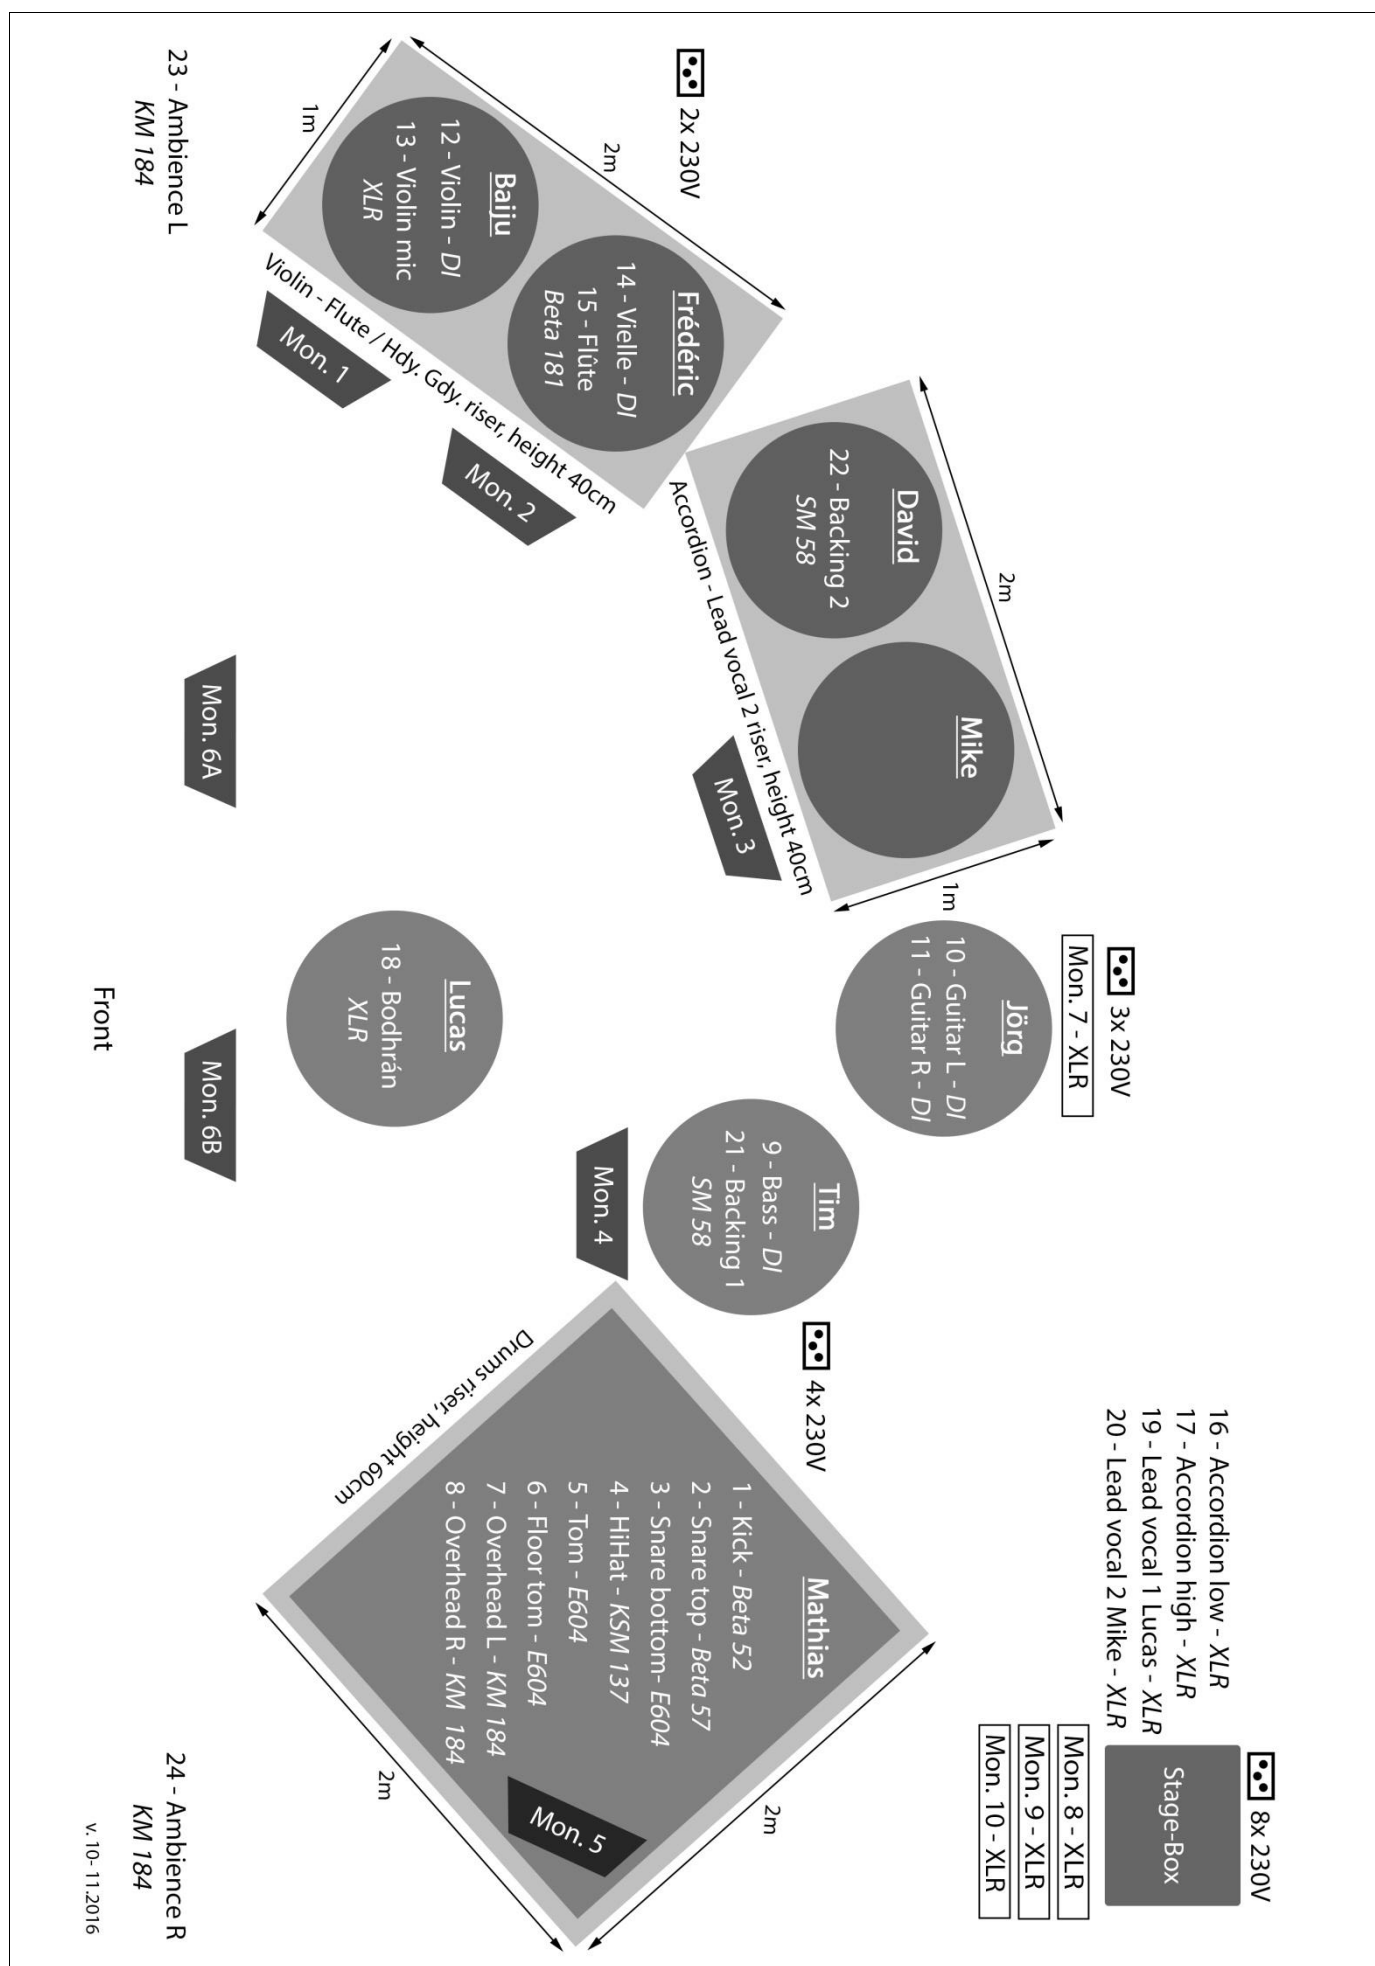 16 - Accordion low - XLR
17 - Accordion high - XLR
19 - Lead vocal 1 Lucas - XLR
20 - Lead vocal 2 Mike - XLR
8x 230V
Stage-Box
Mon. 8 - XLR
Mon. 9 - XLR
Mon. 10 - XLR
3x 230V
Mon. 7 - XLR
2m
1m
Mike
David
22 - Backing 2
SM 58
Accordion - Lead vocal 2 riser, height 40cm
Mon. 3
Jörg
10 - Guitar L - DI
11 - Guitar R - DI
Tim
9 - Bass - DI
21 - Backing 1
SM 58
Mon. 4
4x 230V
Mathias
1 - Kick - Beta 52
2 - Snare top - Beta 57
3 - Snare bottom- E604
4 - HiHat - KSM 137
5 - Tom - E604
6 - Floor tom - E604
7 - Overhead L - KM 184
8 - Overhead R - KM 184
Mon. 5
2m
2m
Drums riser, height 60cm
2x 230V
2m
1m
Frédéric
14 - Vielle - DI
15 - Flûte
Beta 181
Baiju
12 - Violin - DI
13 - Violin mic
XLR
Violin - Flute / Hdy. Gdy. riser, height 40cm
Mon. 1
Mon. 2
Lucas
18 - Bodhrán
XLR
Mon. 6A
Mon. 6B
23 - Ambience L
KM 184
Front
24 - Ambience R
KM 184
v. 10- 11.2016